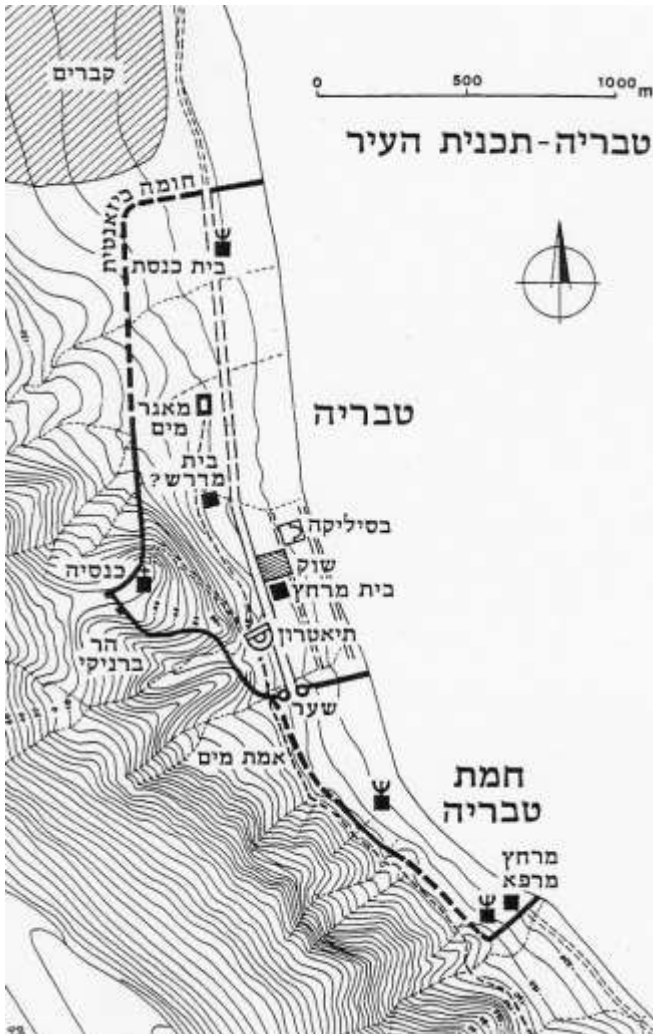 קברים
0 500 1000 m
טבריה-תכנית העיר
חומה
ביזאנטית
בית כנסת
טבריה
מאגר
מים
בית
מדרש?
בסיליקה
שוק
כנסיה
בית מרחץ
תיאטרון
הר
ברניקי
שער
אמת מים
חמת
טבריה
מרחץ
מרפא